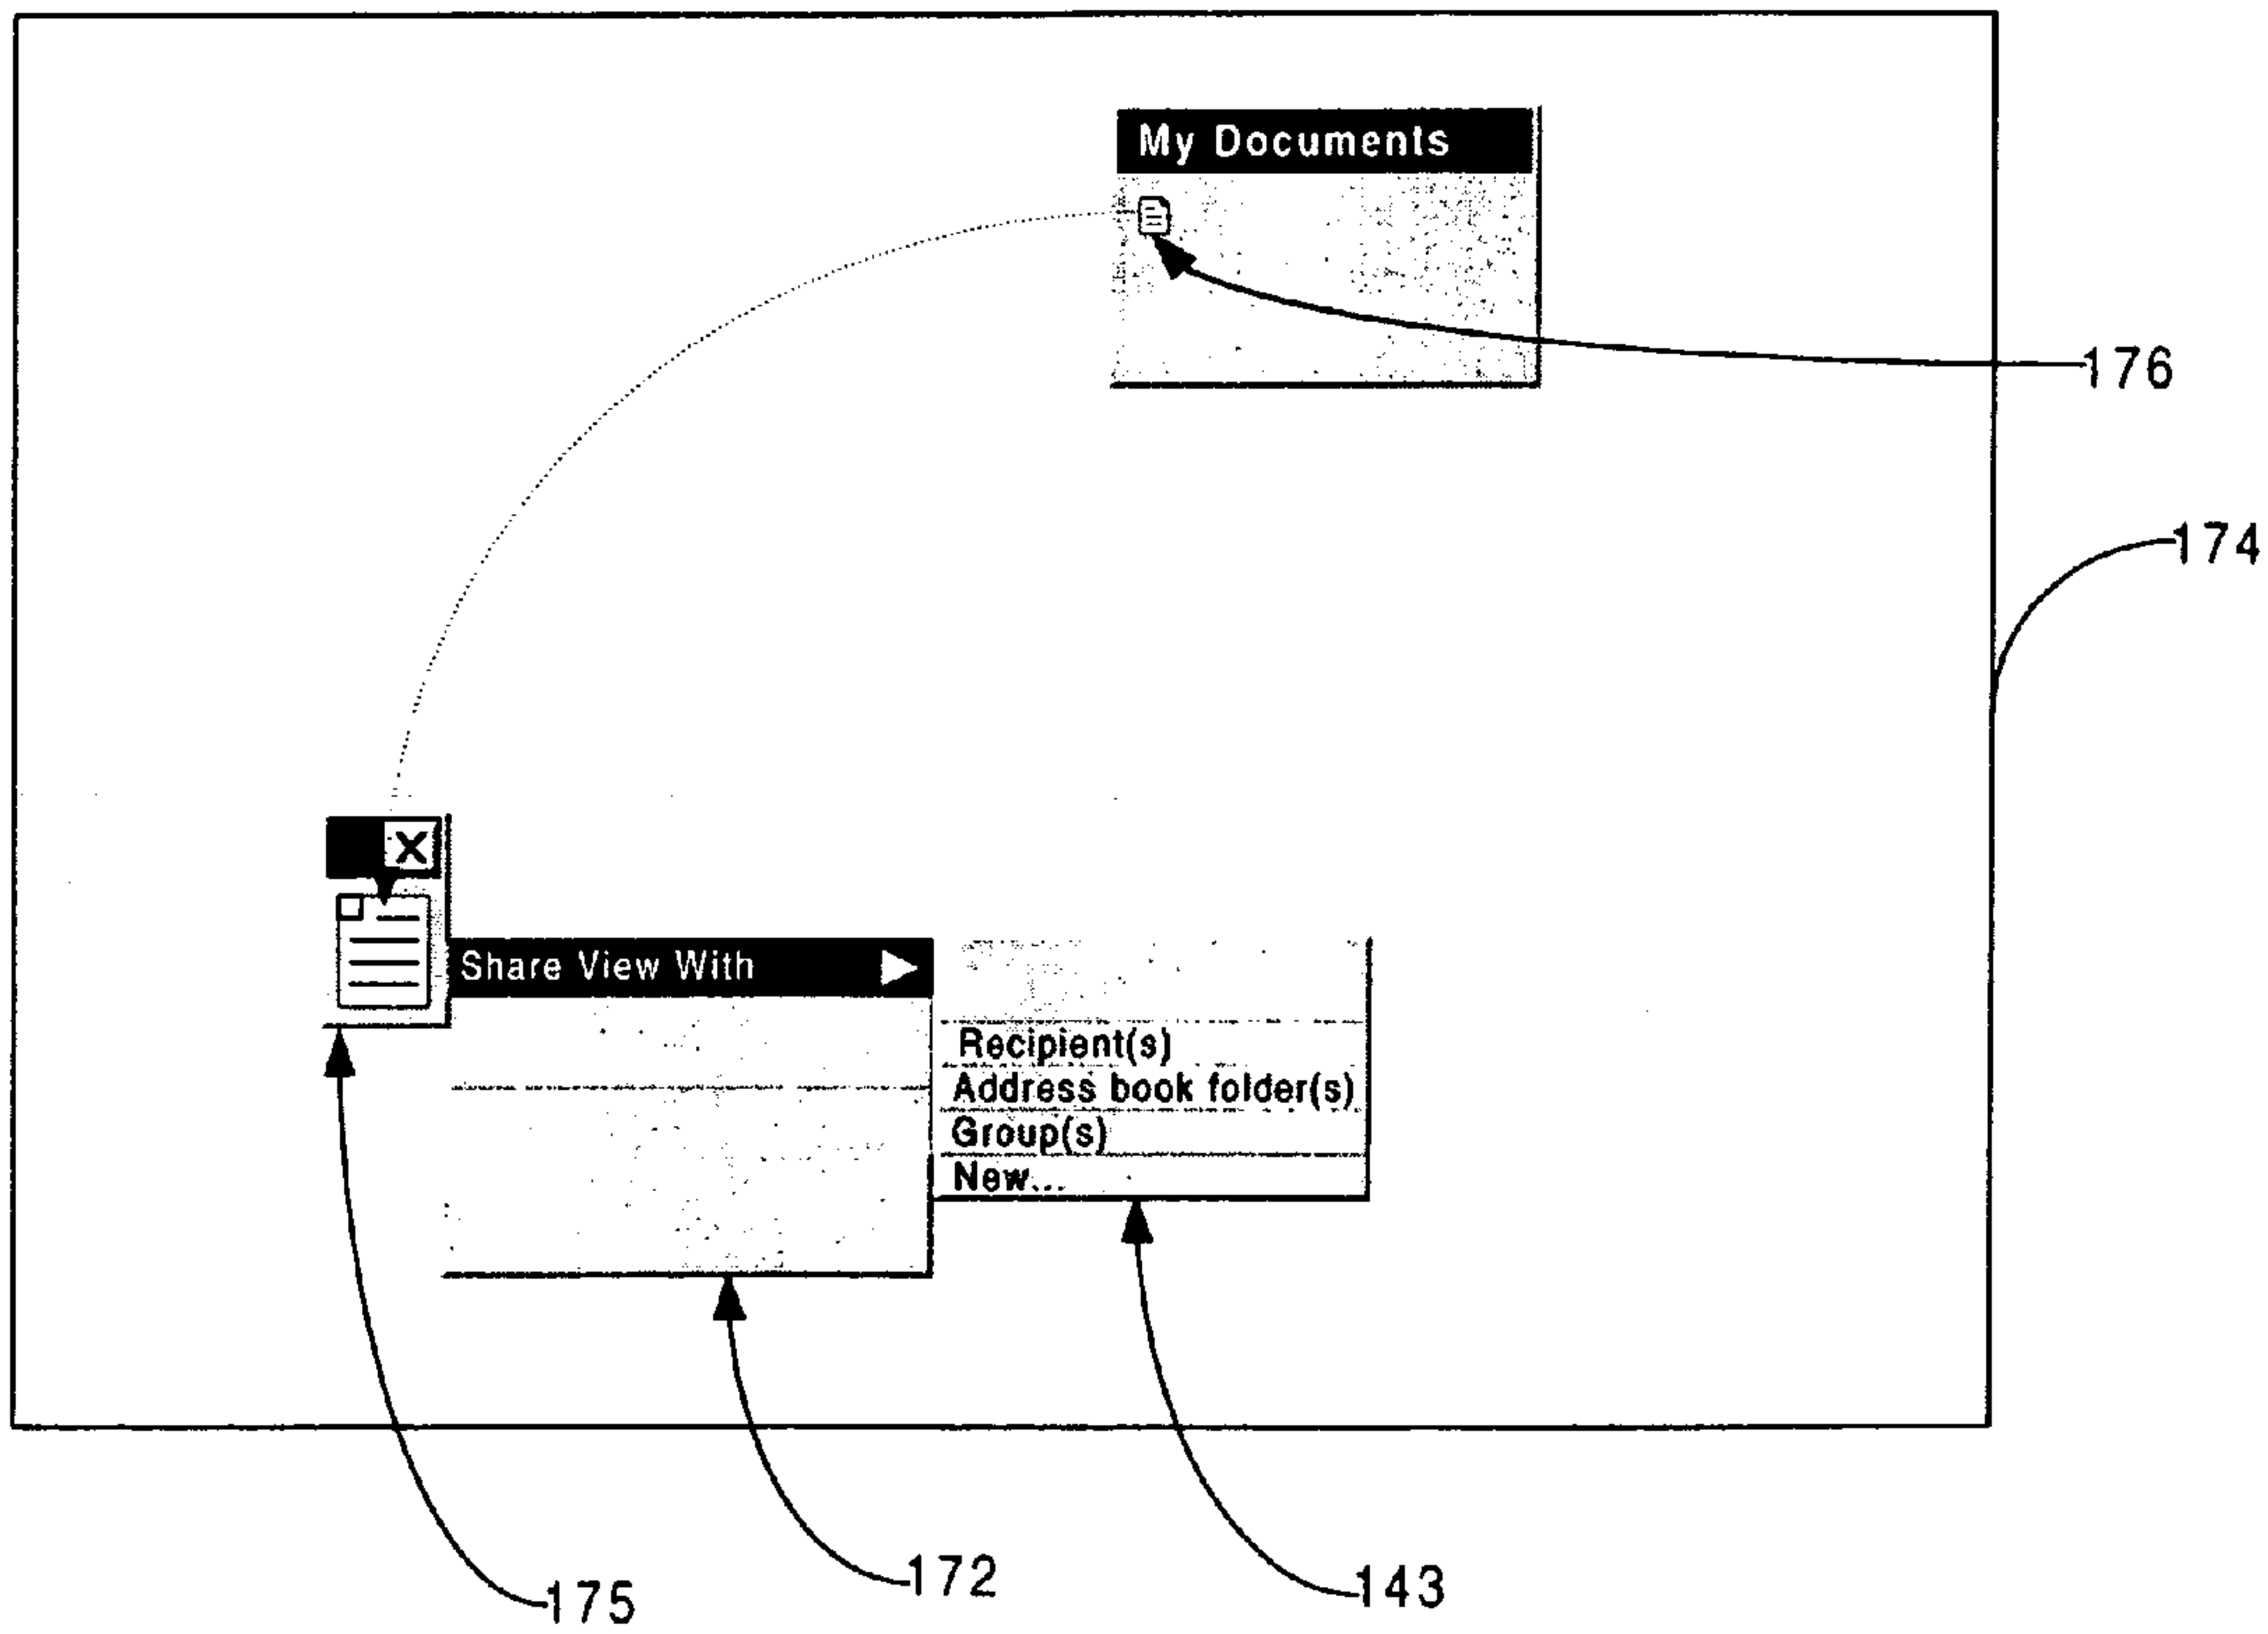 My Documents
176
174
X
Share View With
Recipient(s)
Address book folder(s)
Group(s)
New...
175
172
143